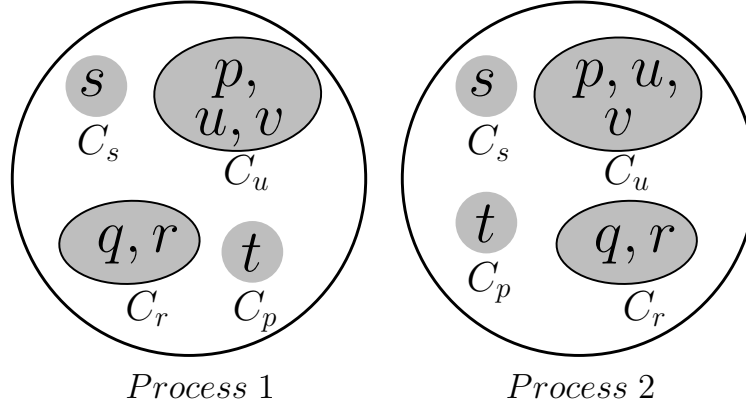 s
p,
u, v
C_s
C_u
q, r
t
C_r
C_p
Process 1
s
p, u,
v
C_s
C_u
t
q, r
C_p
C_r
Process 2